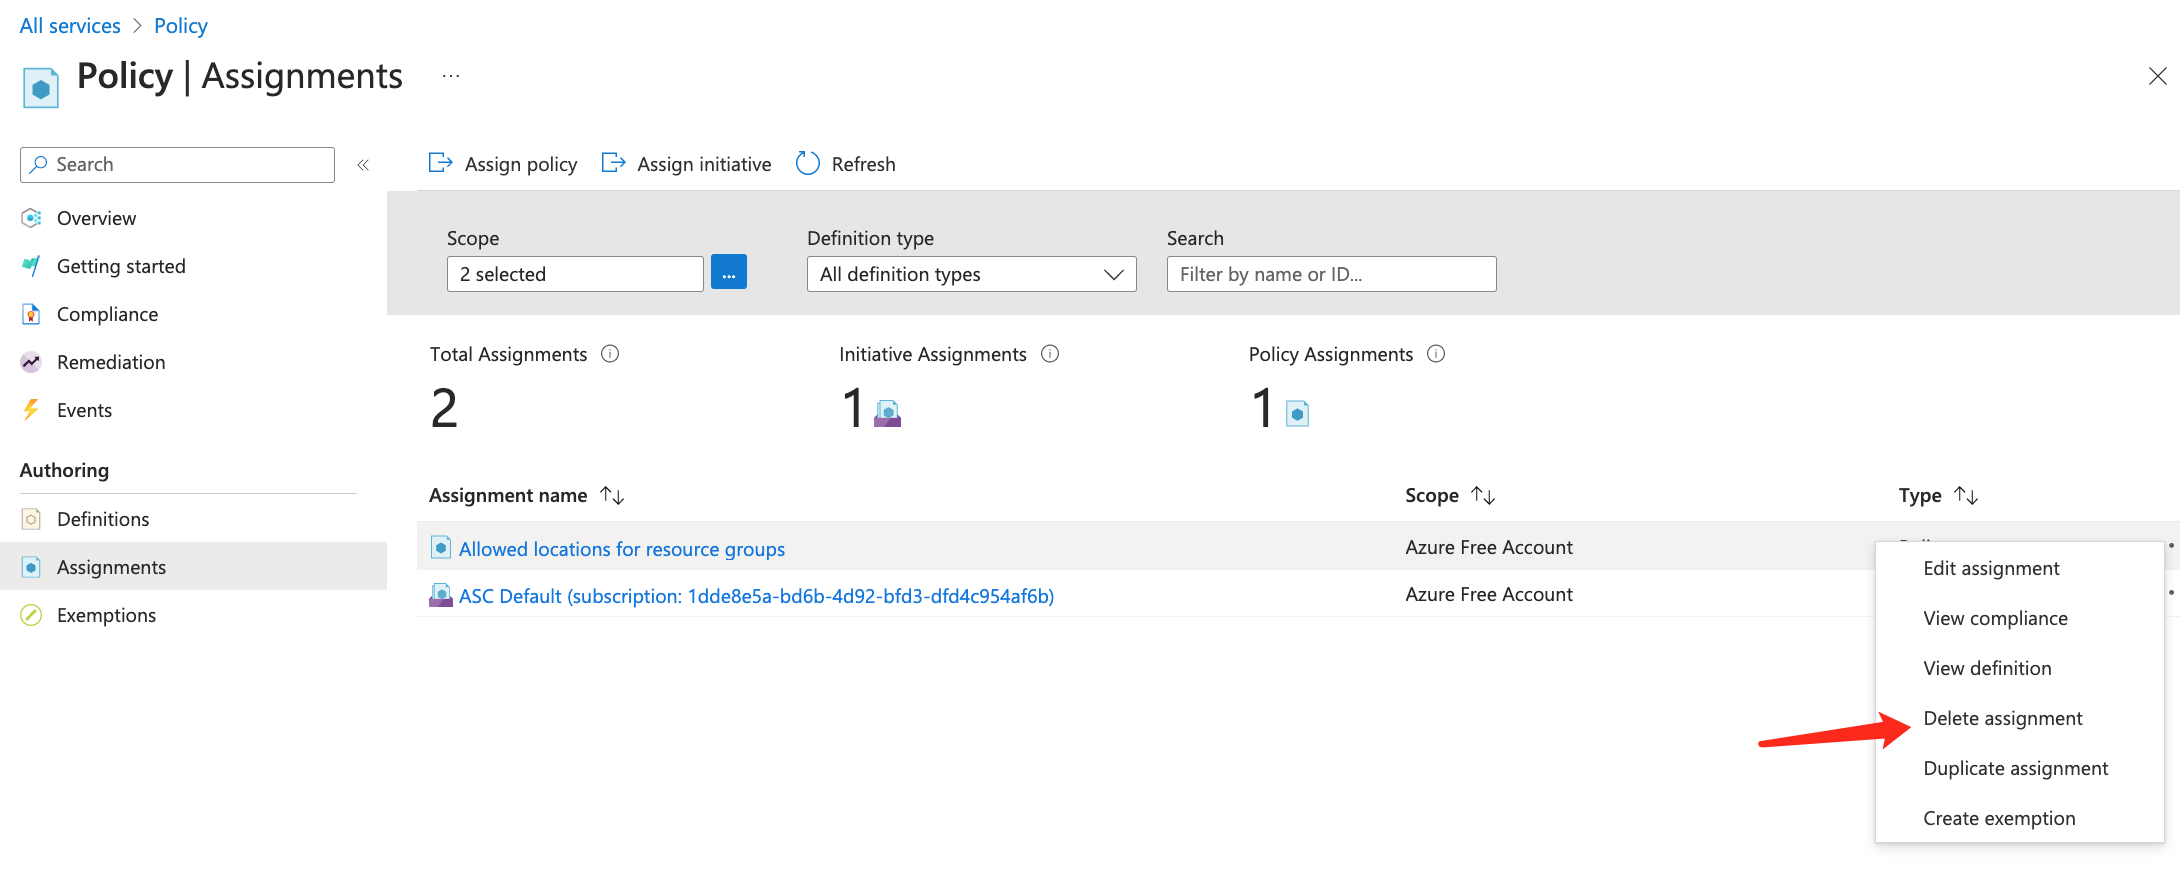 All services > Policy
Policy | Assignments ...
Search «
Assign policy Assign initiative Refresh
Overview
Getting started
Compliance
Remediation
Events
Authoring
Definitions
Assignments
Exemptions
Scope Definition type Search
2 selected ... All definition types Filter by name or ID...
Total Assignments Initiative Assignments Policy Assignments
2 1 1
Assignment name Scope Type
Allowed locations for resource groups Azure Free Account
ASC Default (subscription: 1dde8e5a-bd6b-4d92-bfd3-dfd4c954af6b) Azure Free Account
Edit assignment
View compliance
View definition
Delete assignment
Duplicate assignment
Create exemption